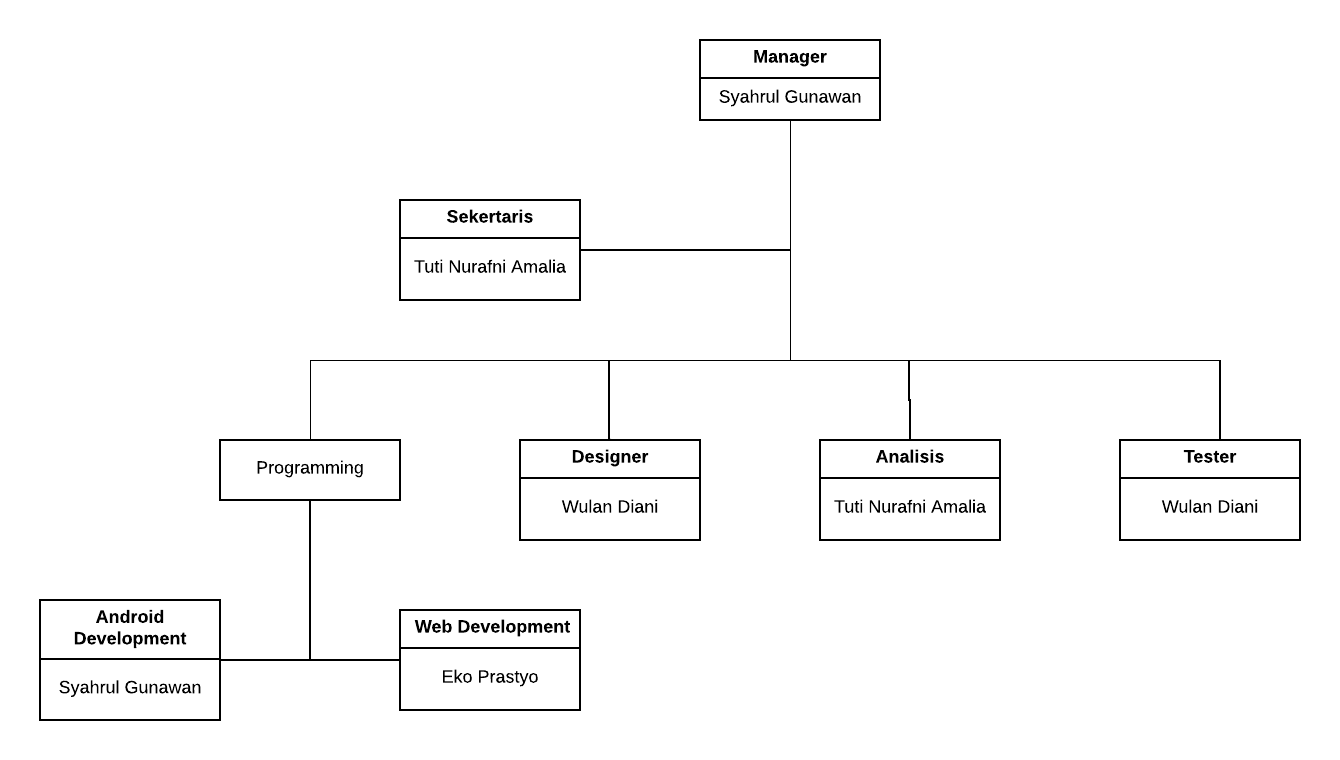 Manager
Syahrul Gunawan
Sekertaris
Tuti Nurafni Amalia
Programming
Designer
Wulan Diani
Analisis
Tuti Nurafni Amalia
Tester
Wulan Diani
Android
Development
Syahrul Gunawan
Web Development
Eko Prastyo